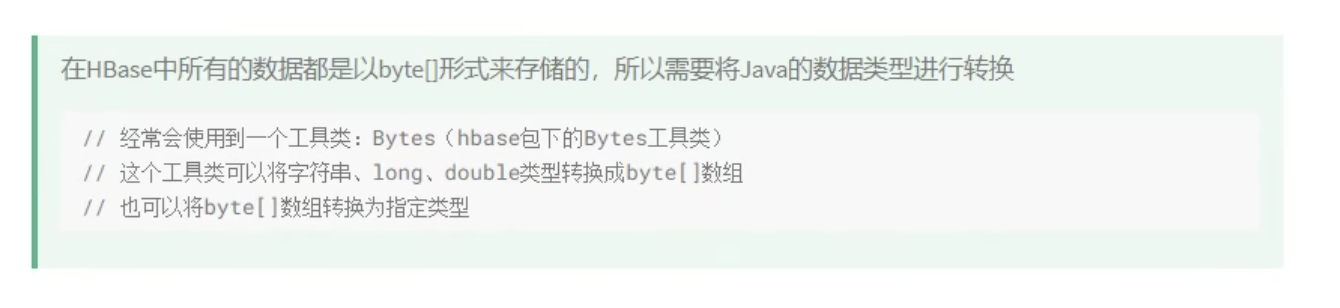 在HBase中所有的数据都是以byte[]形式来存储的，所以需要将Java的数据类型进行转换
// 经常会使用到一个工具类：Bytes（hbase包下的Bytes工具类）
// 这个工具类可以将字符串、long、double类型转换成byte[]数组
// 也可以将byte[]数组转换为指定类型